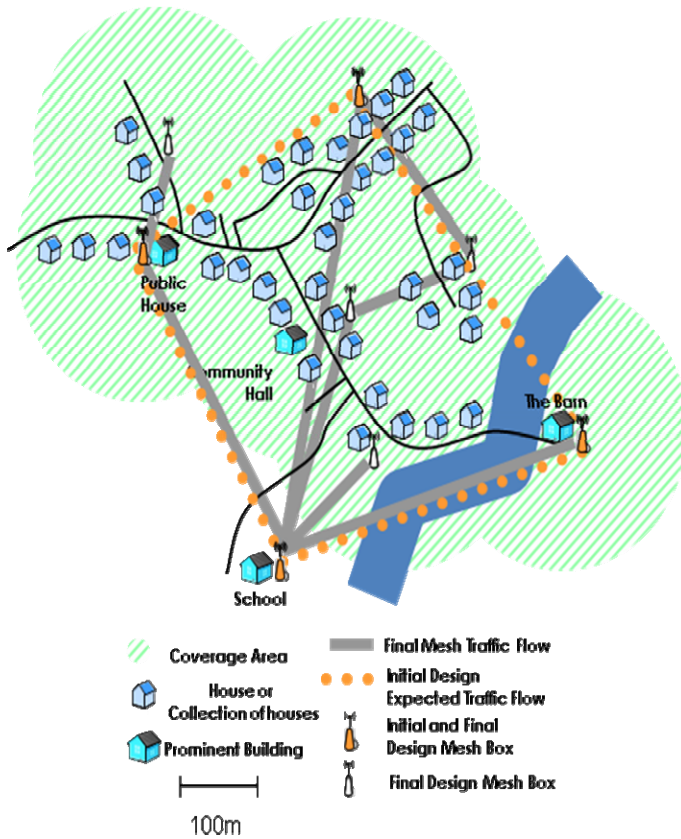 Public
House
ommunity
Hall
The Barn
School
Coverage Area
House or
Collection of houses
Prominent Building
100m
Final Mesh Traffic Flow
Initial Design
Expected Traffic Flow
Initial and Final
Design Mesh Box
Final Design Mesh Box